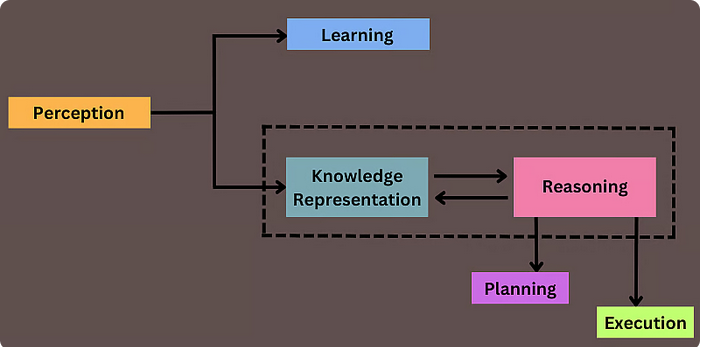 Learning
Perception
Knowledge
Representation
Reasoning
Planning
Execution